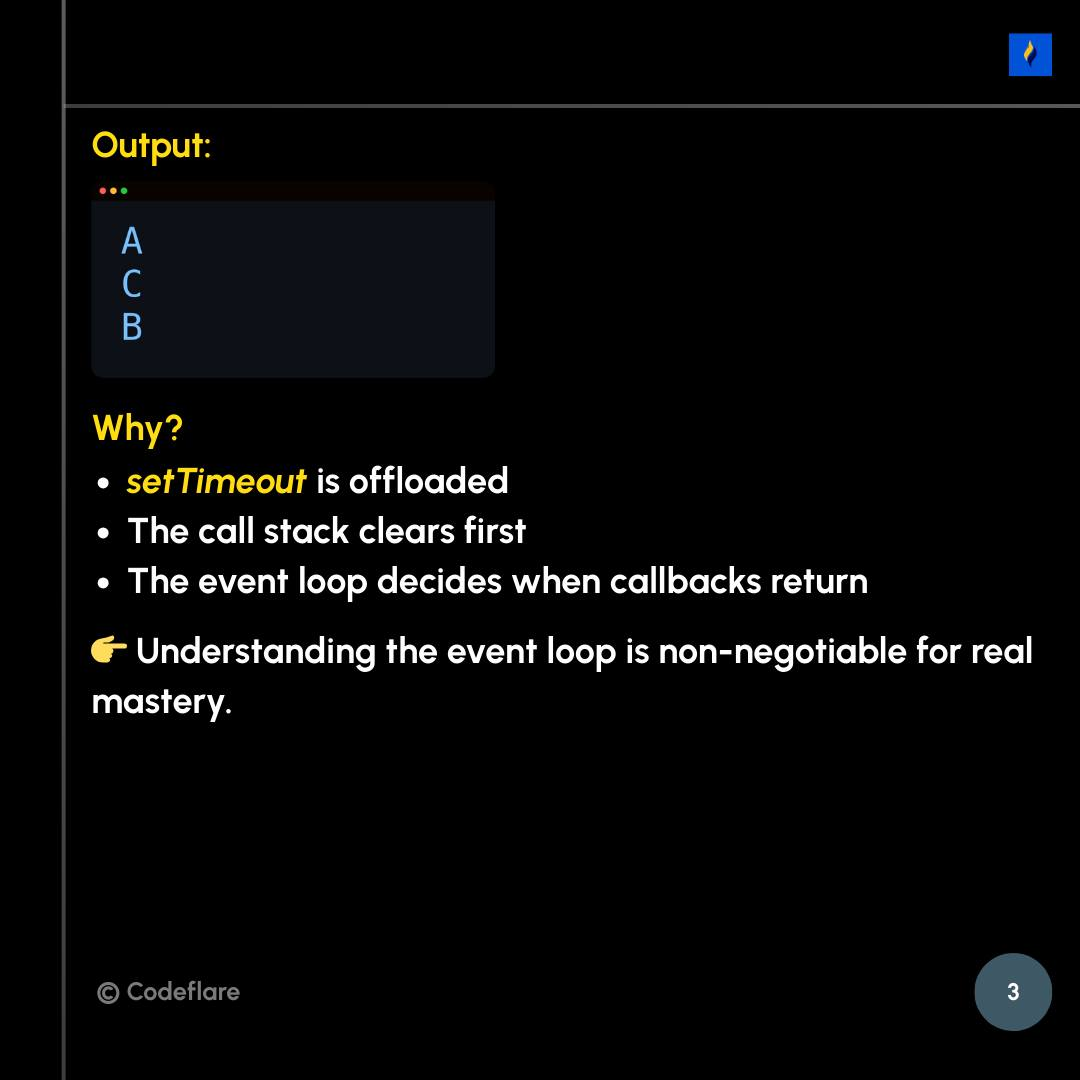 Output:
A
C
B
Why?
• setTimeout is offloaded
• The call stack clears first
• The event loop decides when callbacks return
👉 Understanding the event loop is non-negotiable for real
mastery.
© Codeflare
3